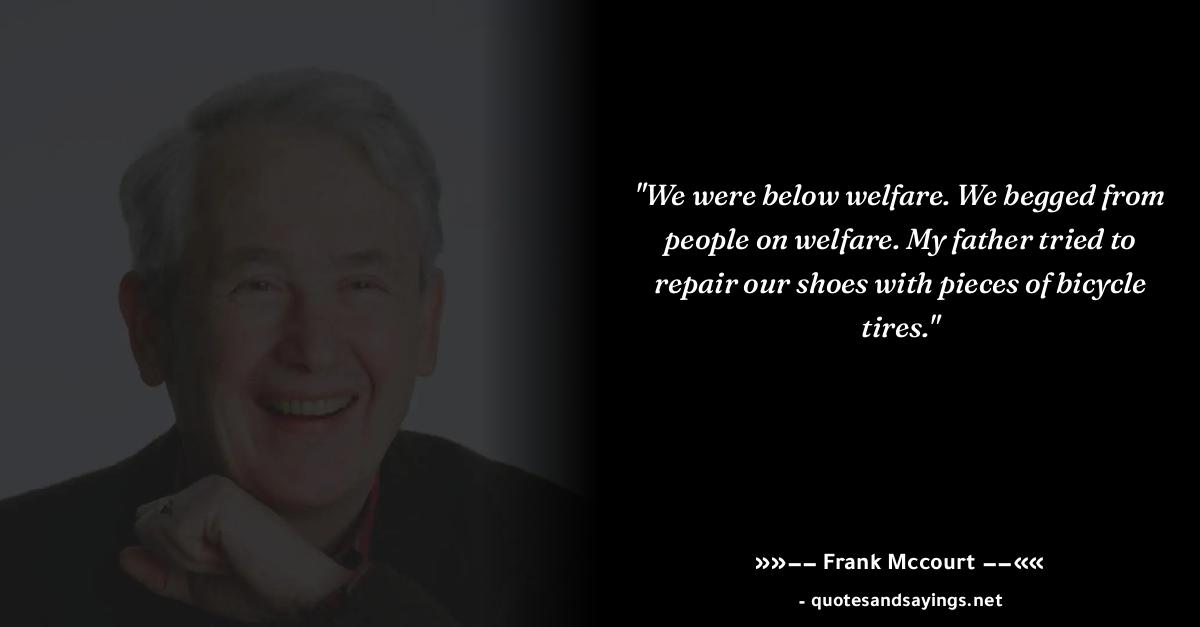 "We were below welfare. We begged from
people on welfare. My father tried to
repair our shoes with pieces of bicycle
tires."
»»−− Frank Mccourt −−««
- quotesandsayings.net